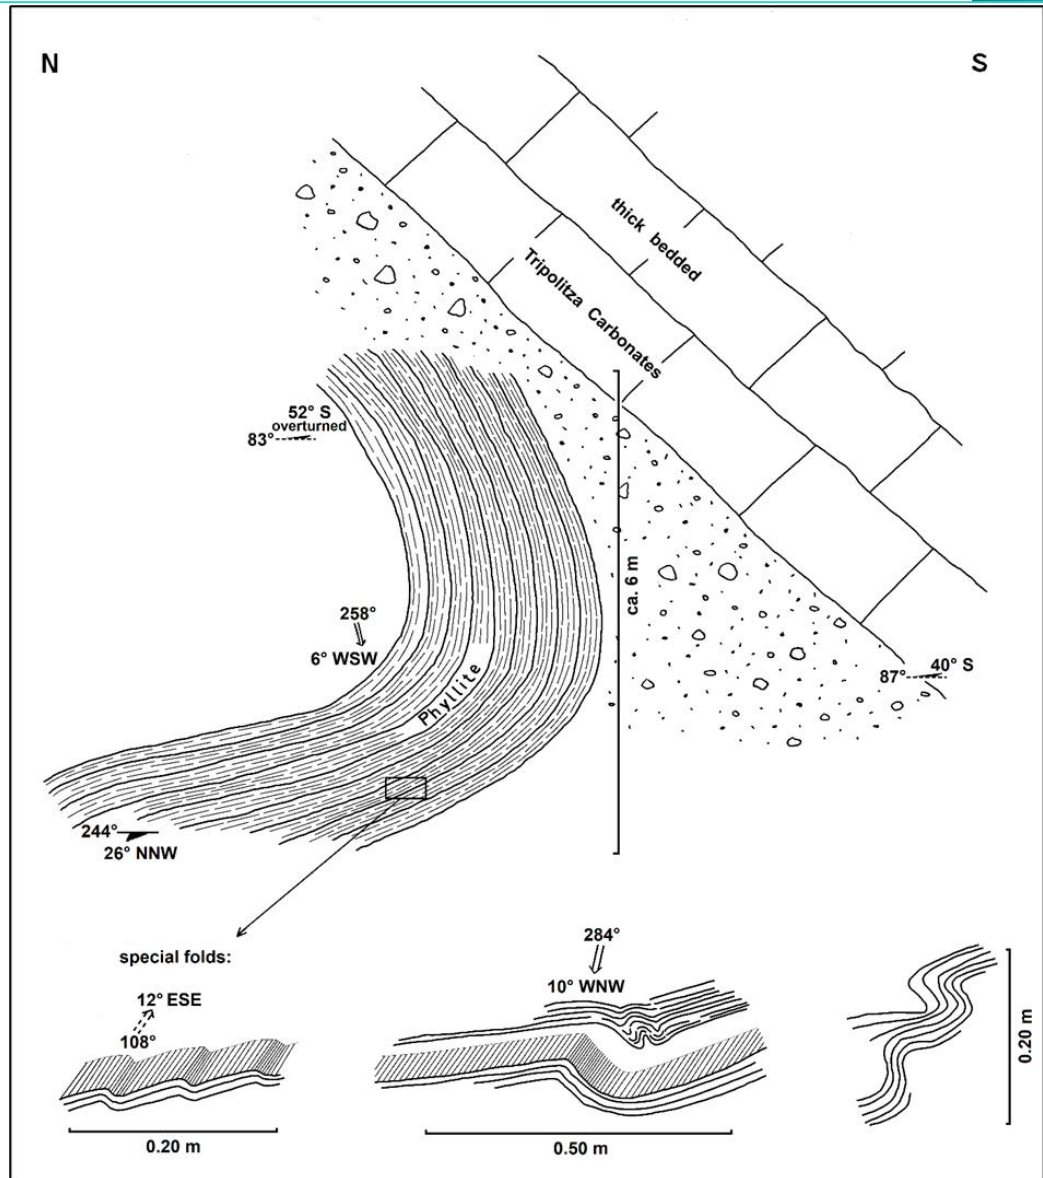 N
S
thick bedded
Tripolitza Carbonates
52° S
overturned
83°
ca. 6 m
258°
6° WSW
Phyllite
87°
40° S
244°
26° NNW
special folds:
12° ESE
108°
284°
10° WNW
0.20 m
0.50 m
0.20 m